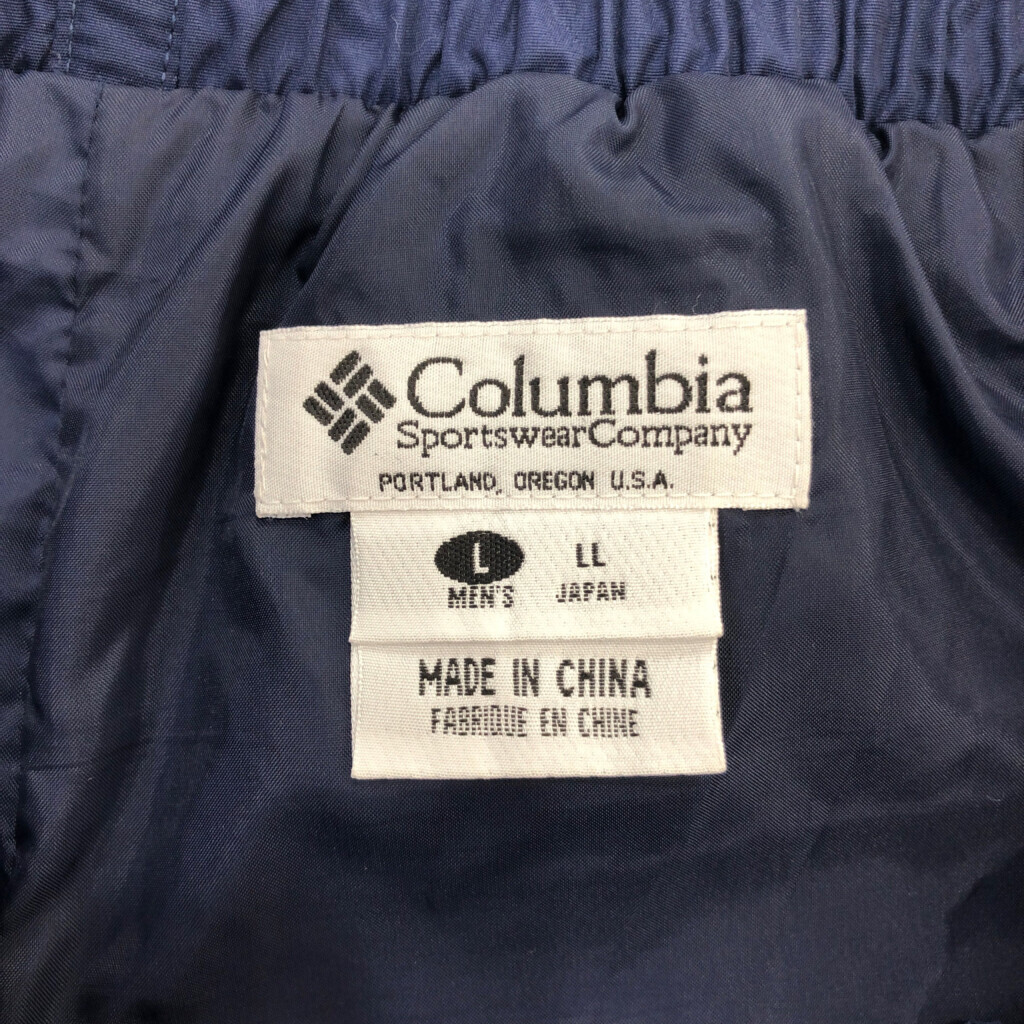 Columbia
SportswearCompany
PORTLAND, OREGON U.S.A.
L LL
MEN'S JAPAN
MADE IN CHINA
FABRIQUE EN CHINE